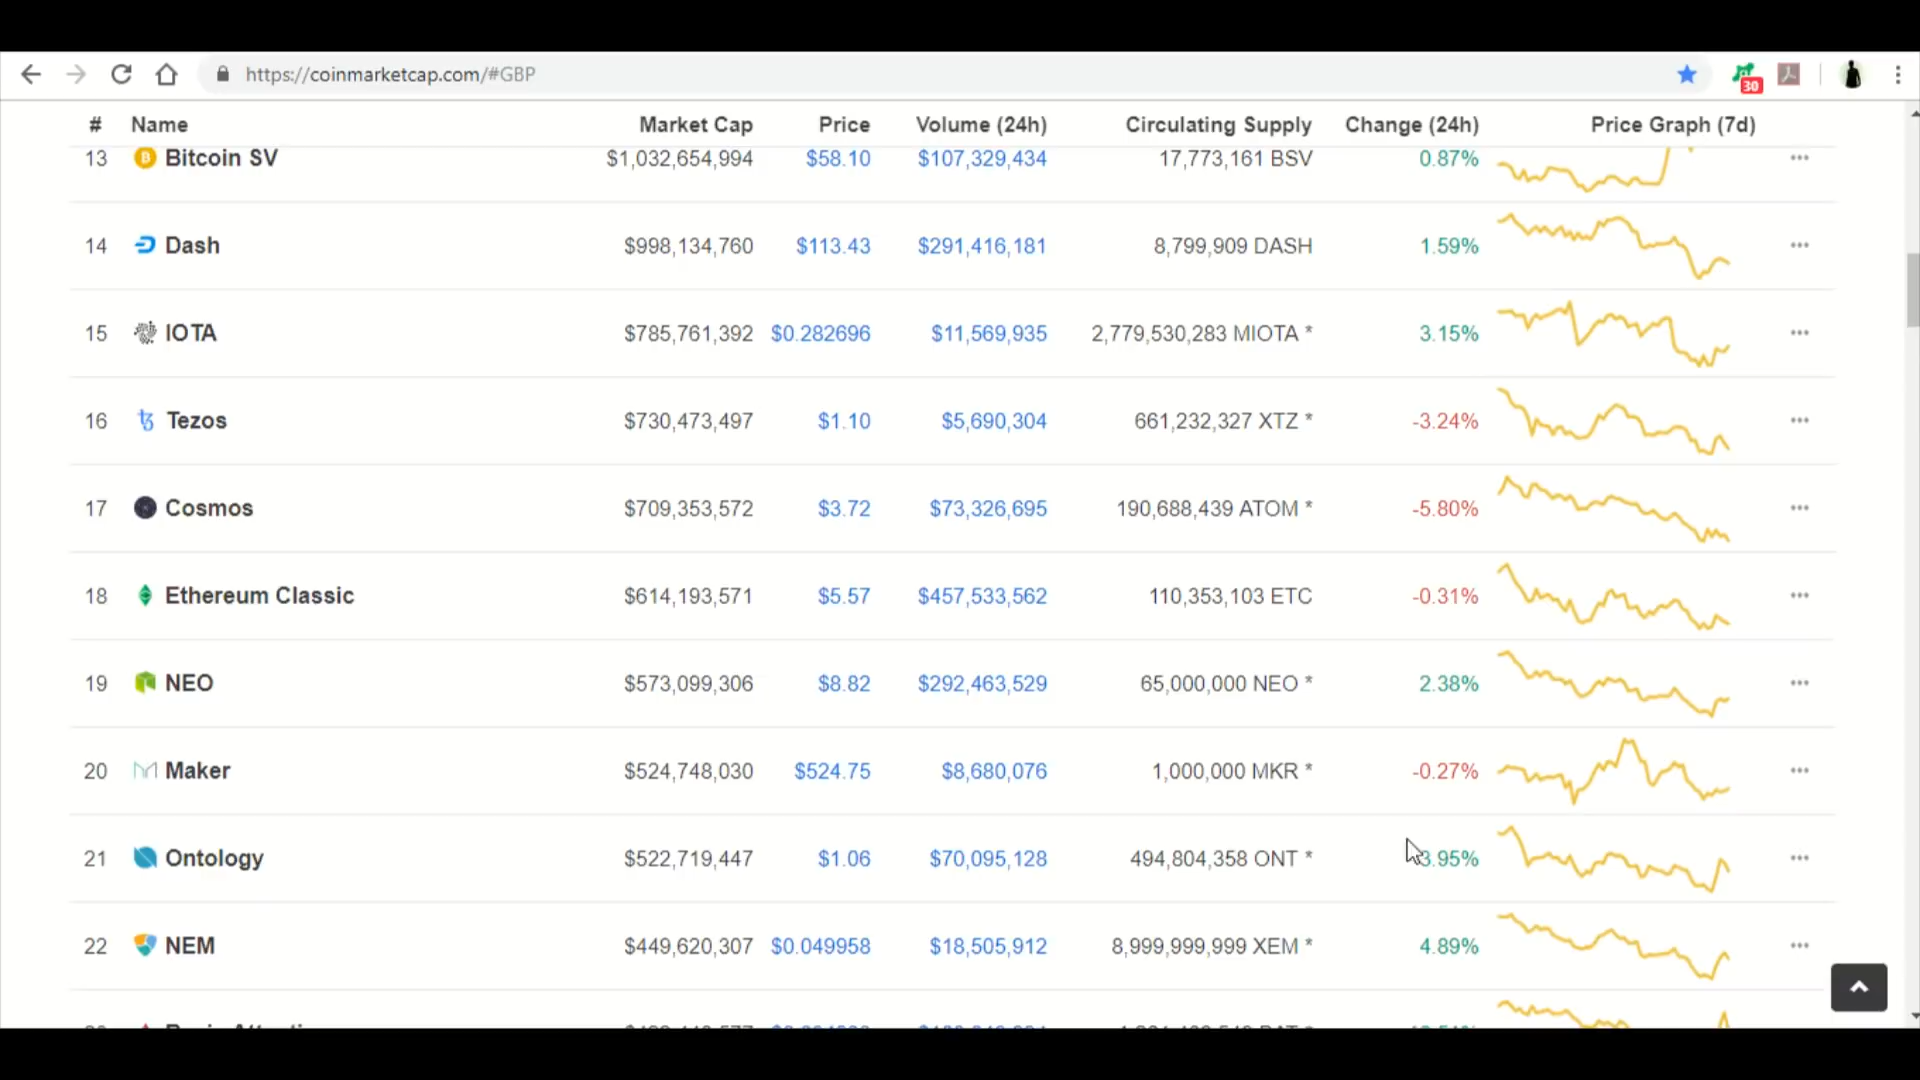 https://coinmarketcap.com/#GBP
30
# Name Market Cap Price Volume (24h) Circulating Supply Change (24h) Price Graph (7d)
13 Bitcoin SV $1,032,654,994 $58.10 $107,329,434 17,773,161 BSV 0.87%
14 Dash $998,134,760 $113.43 $291,416,181 8,799,909 DASH 1.59%
15 IOTA $785,761,392 $0.282696 $11,569,935 2,779,530,283 MIOTA * 3.15%
16 Tezos $730,473,497 $1.10 $5,690,304 661,232,327 XTZ * -3.24%
17 Cosmos $709,353,572 $3.72 $73,326,695 190,688,439 ATOM * -5.80%
18 Ethereum Classic $614,193,571 $5.57 $457,533,562 110,353,103 ETC -0.31%
19 NEO $573,099,306 $8.82 $292,463,529 65,000,000 NEO * 2.38%
20 Maker $524,748,030 $524.75 $8,680,076 1,000,000 MKR * -0.27%
21 Ontology $522,719,447 $1.06 $70,095,128 494,804,358 ONT * 3.95%
22 NEM $449,620,307 $0.049958 $18,505,912 8,999,999,999 XEM * 4.89%